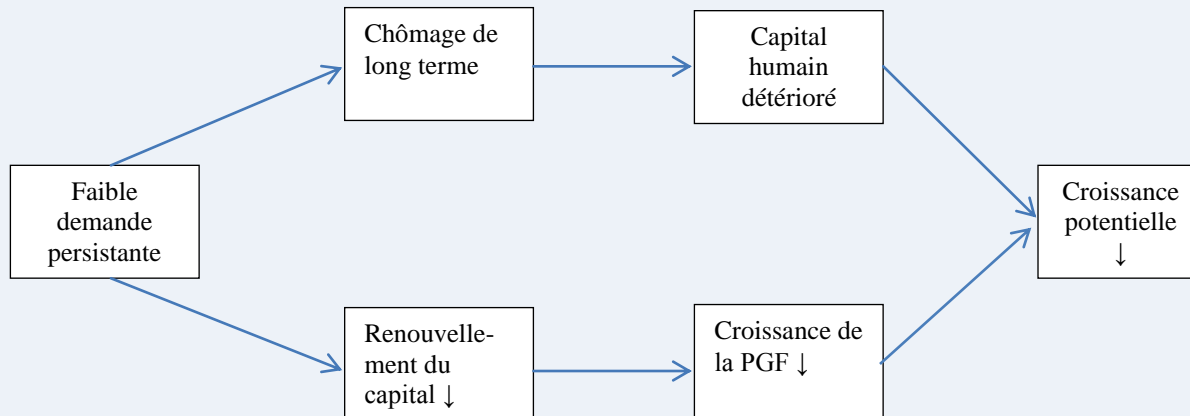 Chômage de
long terme
Capital
humain
détérioré
Faible
demande
persistante
Croissance
potentielle
↓
Renouvelle-
ment du
capital ↓
Croissance de
la PGF ↓